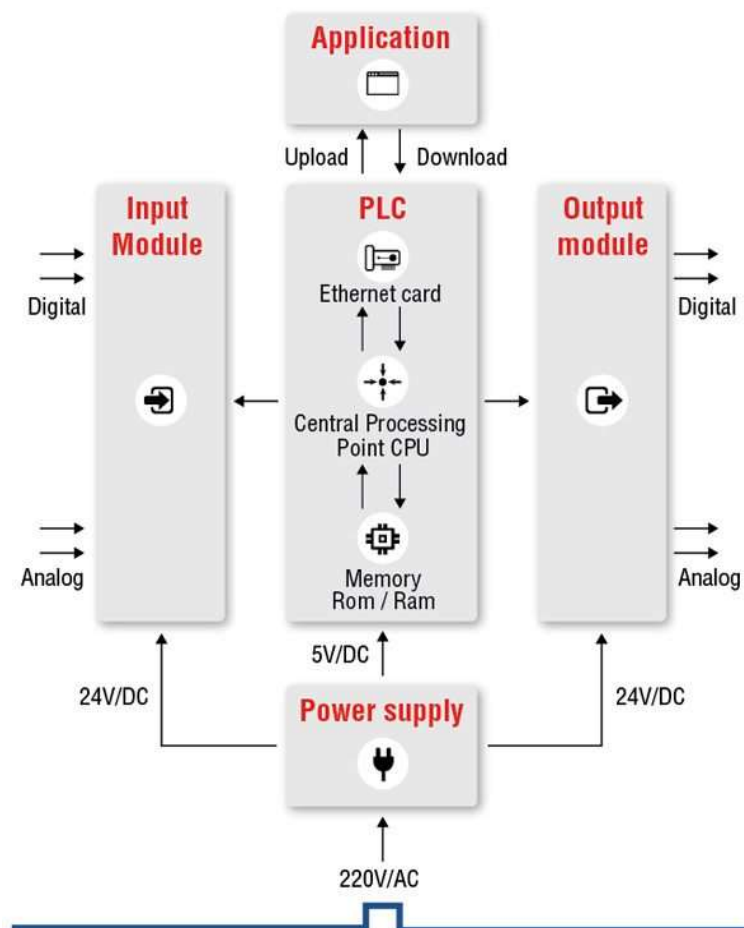 Application
Upload
Download
Input
Module
PLC
Output
module
Ethernet card
Digital
Digital
Central Processing
Point CPU
Analog
Analog
Memory
Rom / Ram
5V/DC
24V/DC
24V/DC
Power supply
220V/AC